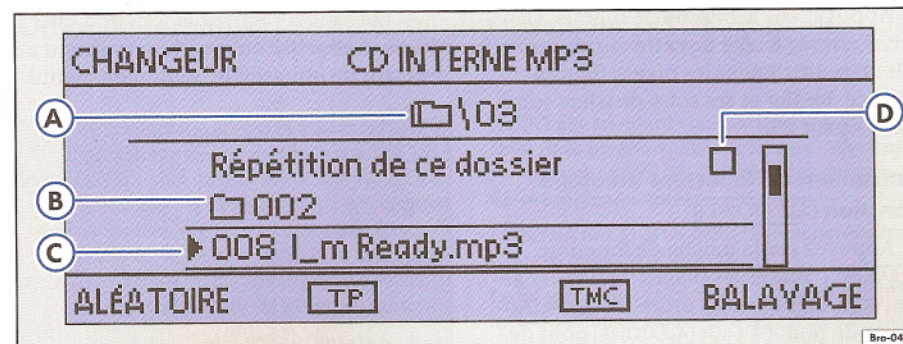 CHANGEUR CD INTERNE MP3
A \03 D
Répétition de ce dossier
B 002
C 008 I_m Ready.mp3
ALÉATOIRE TP TMC BALAYAGE
Bro-04